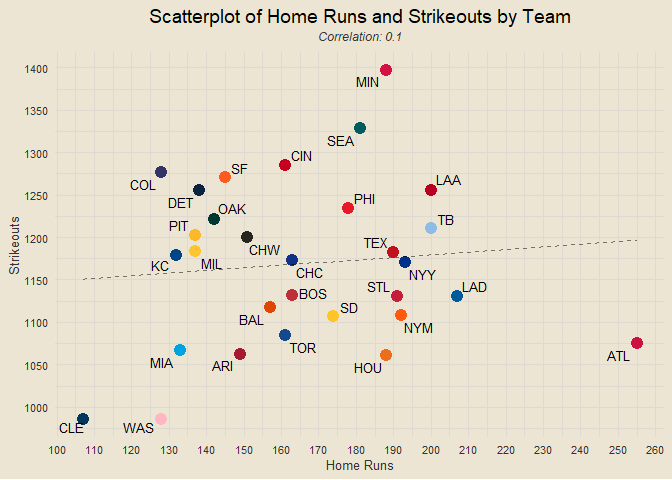 Scatterplot of Home Runs and Strikeouts by Team
Correlation: 0.1
1400
MIN
1350
SEA
1300
CIN
SF
COL
LAA
1250
DET
PHI
OAK
TB
PIT
1200
CHW
TEX
MIL
KC
CHC
NYY
1150
STL
LAD
BOS
SD
BAL
NYM
1100
TOR
MIA
ARI
HOU
ATL
1050
1000
CLE
WAS
Strikeouts
100 110 120 130 140 150 160 170 180 190 200 210 220 230 240 250 260
Home Runs